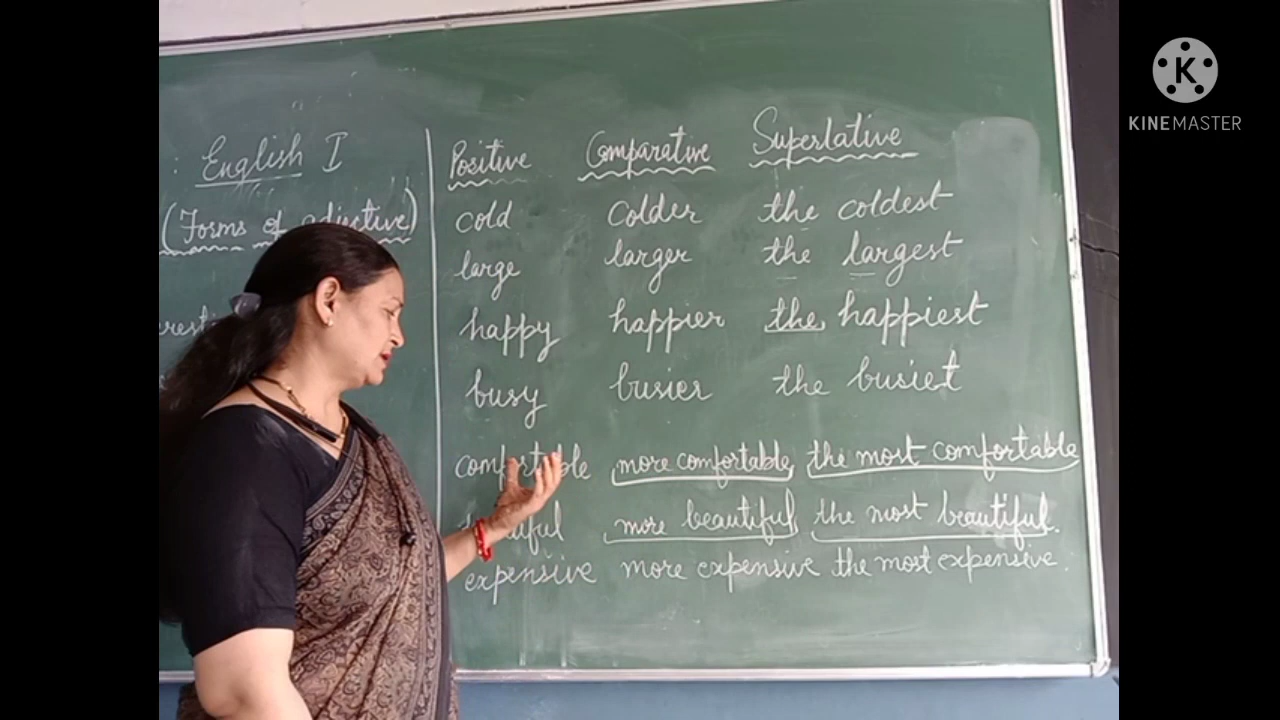 English I
(Forms of adjective)
Positive Comparative Superlative
cold colder the coldest
large larger the largest
happy happier the happiest
busy busier the busiet
comfortable more comfortable the most comfortable
more beautiful the most beautiful.
expensive more expensive the most expensive.
K
KINEMASTER